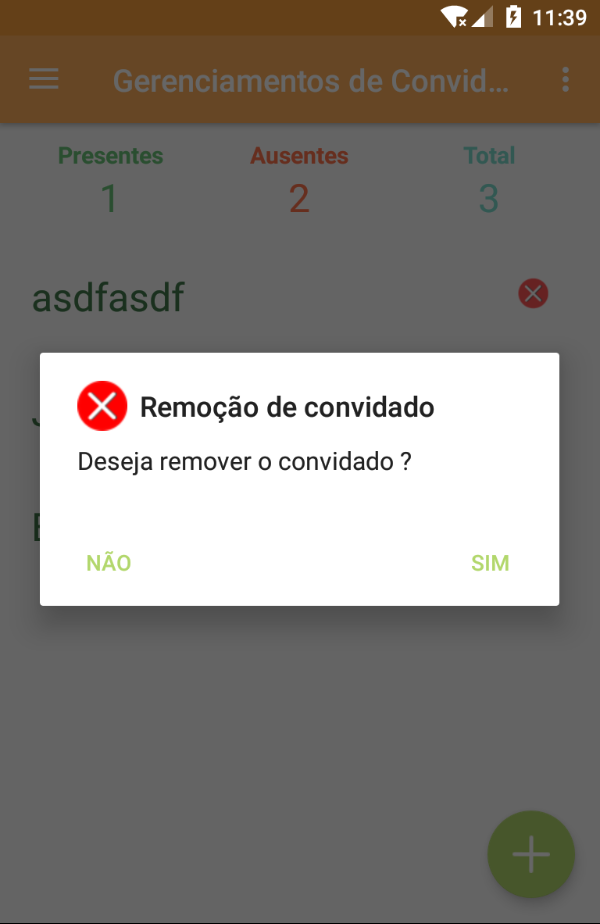 11:39
Gerenciamentos de Convid...
Presentes Ausentes Total
1 2 3
asdfasdf
Remoção de convidado
Deseja remover o convidado ?
NÃO SIM